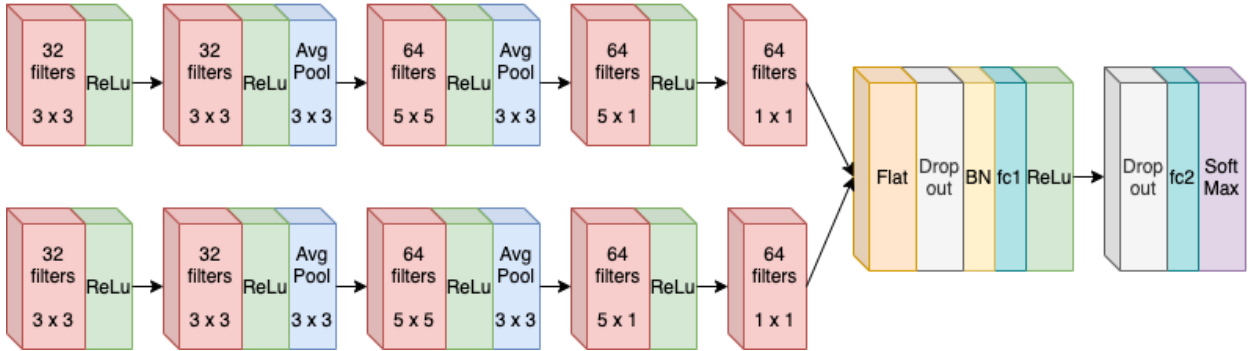 32
filters
3 x 3
ReLu
32
filters
3 x 3
ReLu
Avg
Pool
3 x 3
64
filters
5 x 5
ReLu
Avg
Pool
3 x 3
64
filters
5 x 1
ReLu
64
filters
1 x 1
32
filters
3 x 3
ReLu
32
filters
3 x 3
ReLu
Avg
Pool
3 x 3
64
filters
5 x 5
ReLu
Avg
Pool
3 x 3
64
filters
5 x 1
ReLu
64
filters
1 x 1
Flat
Drop
out
BN
fc1
ReLu
Drop
out
fc2
Soft
Max